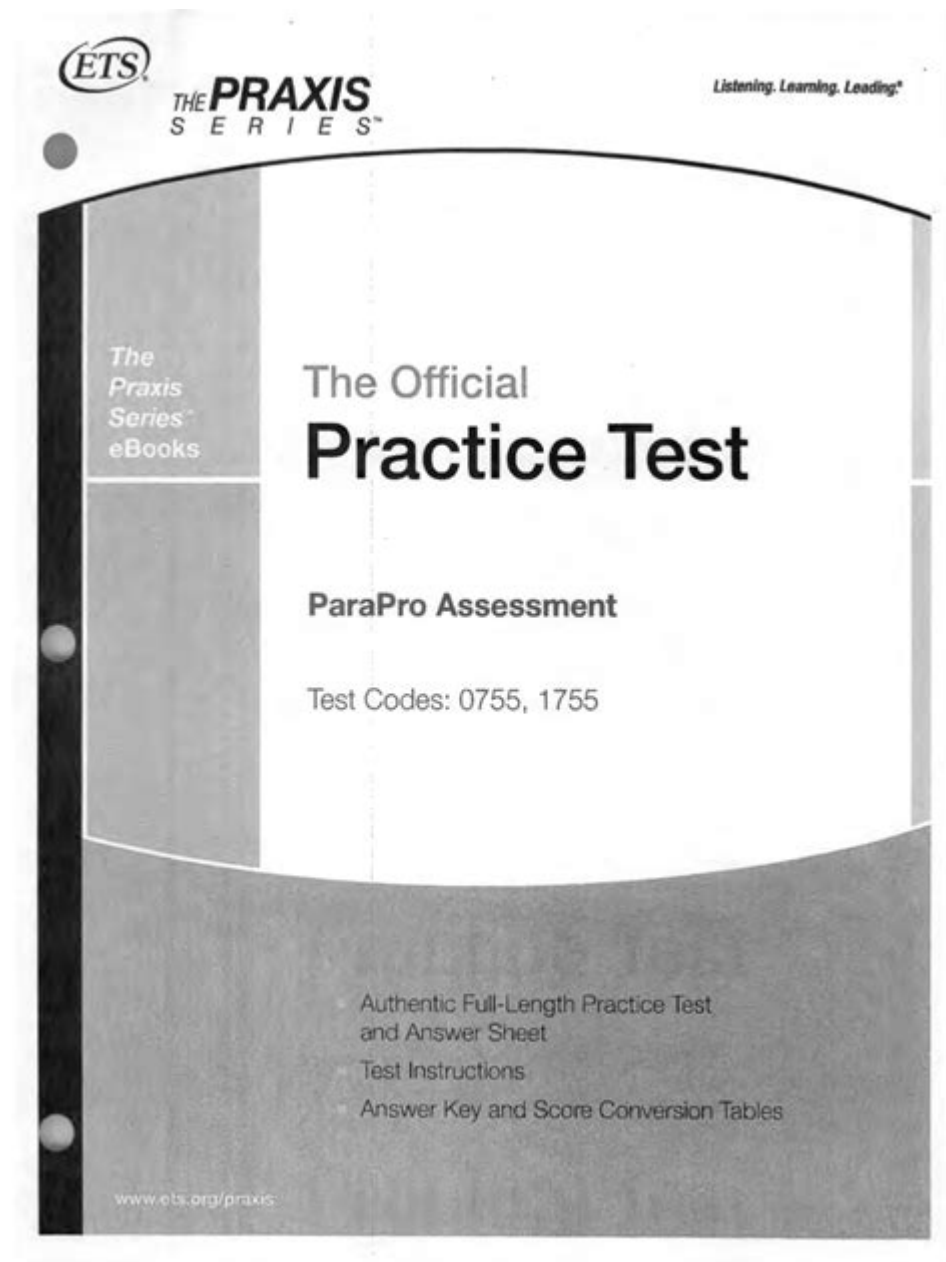 ETS
THE PRAXIS
SERIES™
Listening. Learning. Leading.®
The
Praxis
Series™
eBooks
The Official
Practice Test
ParaPro Assessment
Test Codes: 0755, 1755
Authentic Full-Length Practice Test
and Answer Sheet
Test Instructions
Answer Key and Score Conversion Tables
www.ets.org/praxis